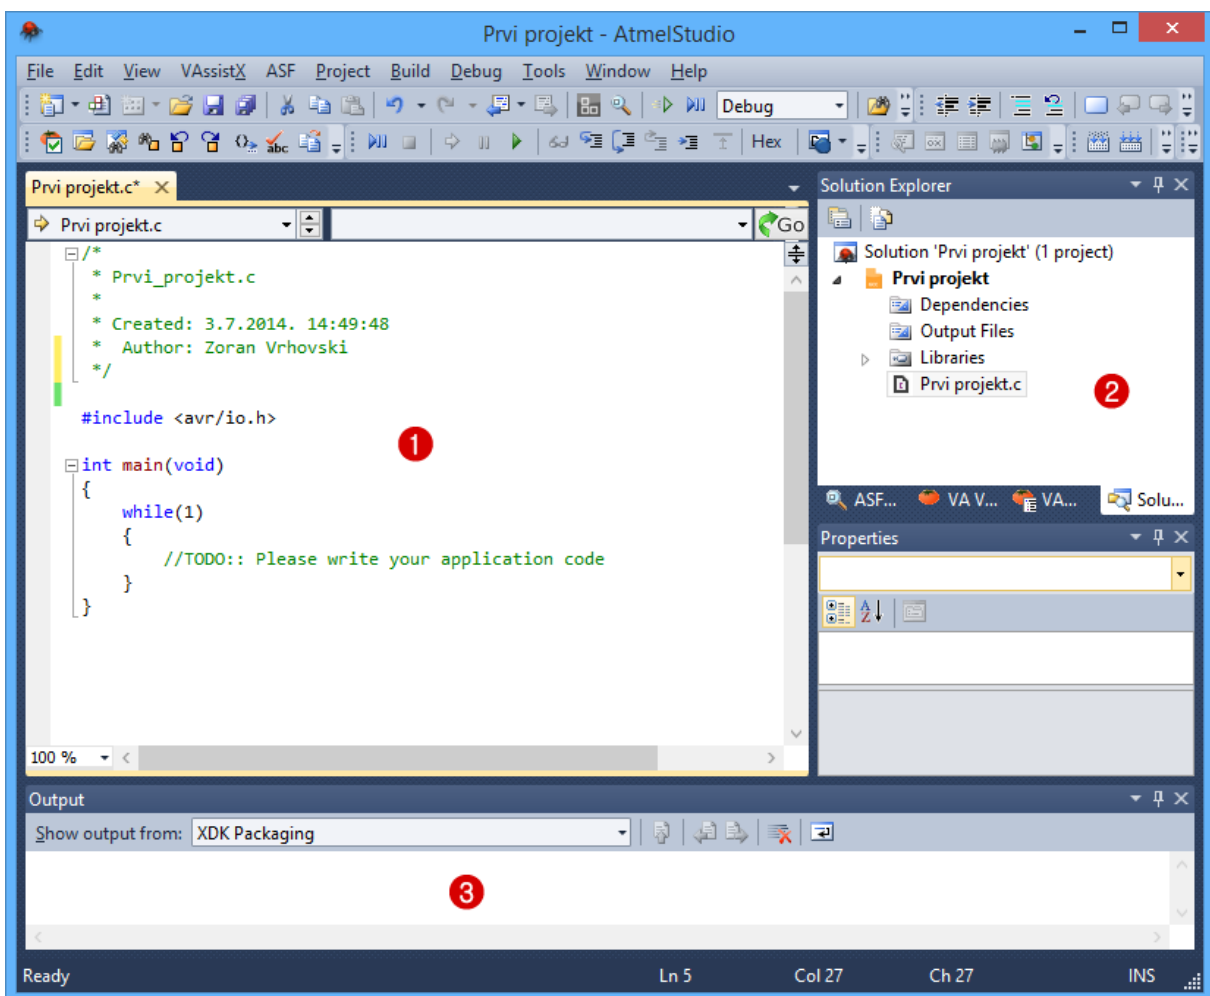 Prvi projekt - AtmelStudio
File Edit View VAssistX ASF Project Build Debug Tools Window Help
Debug
Hex
Prvi projekt.c*
Prvi projekt.c
Go
/*
* Prvi_projekt.c
*
* Created: 3.7.2014. 14:49:48
* Author: Zoran Vrhovski
*/
#include <avr/io.h>
1
int main(void)
{
while(1)
{
//TODO:: Please write your application code
}
}
100 %
Solution Explorer
Solution 'Prvi projekt' (1 project)
Prvi projekt
Dependencies
Output Files
Libraries
Prvi projekt.c
2
ASF... VA V... VA... Solu...
Properties
Output
Show output from: XDK Packaging
3
Ready Ln 5 Col 27 Ch 27 INS